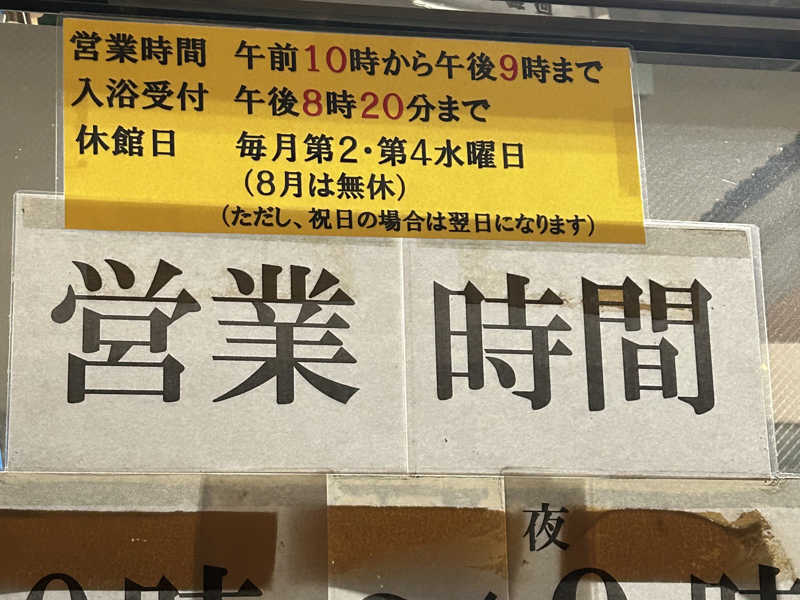 営業時間 午前10時から午後9時まで
入浴受付 午後8時20分まで
休館日 毎月第2・第4水曜日
(8月は無休)
(ただし、祝日の場合は翌日になります)
営業時間
夜